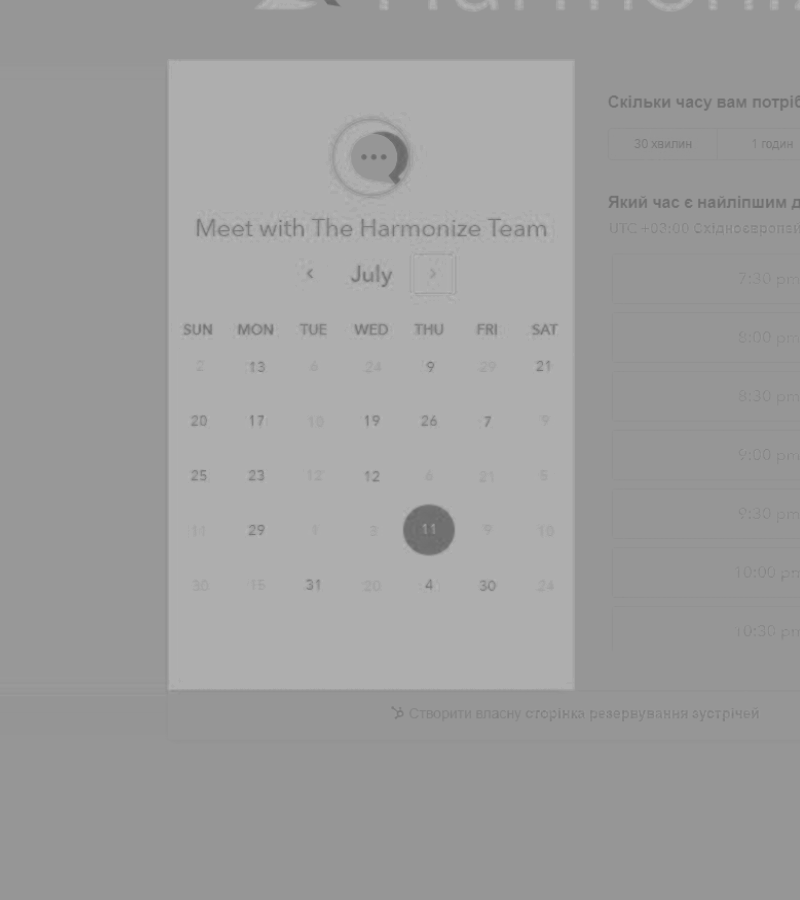 Harmoniz
Meet with The Harmonize Team
July
SUN MON TUE WED THU FRI SAT
2 13 6 24 9 29 21
20 17 10 19 26 7 9
25 23 12 12 6 21 5
11 29 1 3 11 9 10
30 15 31 20 4 30 24
Скільки часу вам потріб
30 хвилин 1 годин
Який час є найліпшим д
UTC +03:00 Східноєвропей
7:30 pm
8:00 pm
8:30 pm
9:00 pm
9:30 pm
10:00 pm
10:30 pm
Створити власну сторінка резервування зустрічей